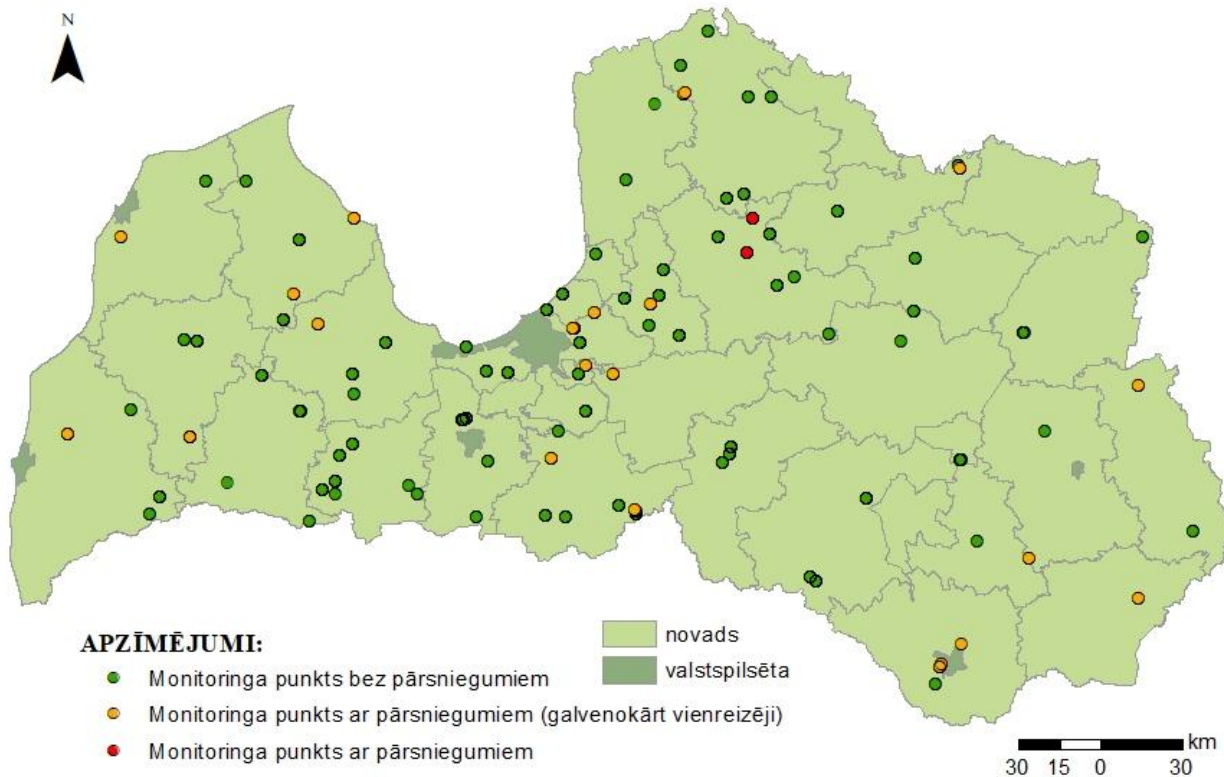 N
APZĪMĒJUMI:
Monitoringa punkts bez pārsniegumiem
Monitoringa punkts ar pārsniegumiem (galvenokārt vienreizēji)
Monitoringa punkts ar pārsniegumiem
novads
valstspilsēta
km
30 15 0 30